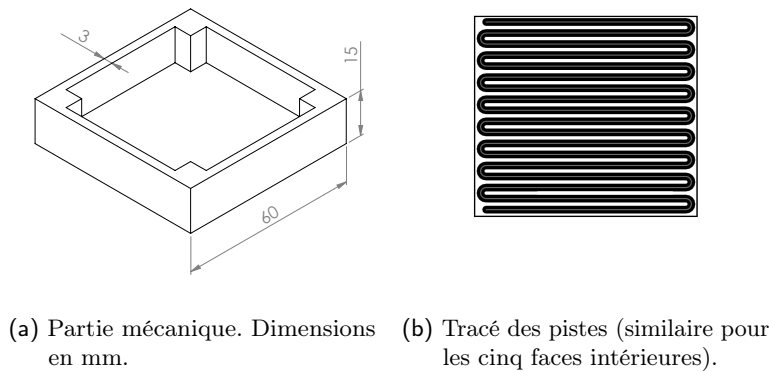 3
15
60
(a) Partie mécanique. Dimensions
en mm.
(b) Tracé des pistes (similaire pour
les cinq faces intérieures).